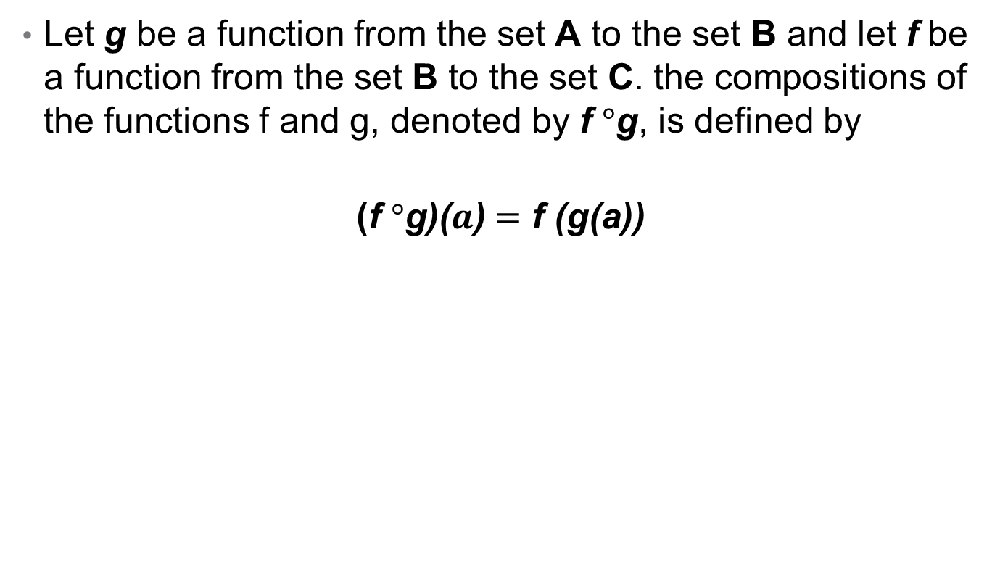 • Let g be a function from the set A to the set B and let f be
a function from the set B to the set C. the compositions of
the functions f and g, denoted by f °g, is defined by
(f °g)(a) = f (g(a))